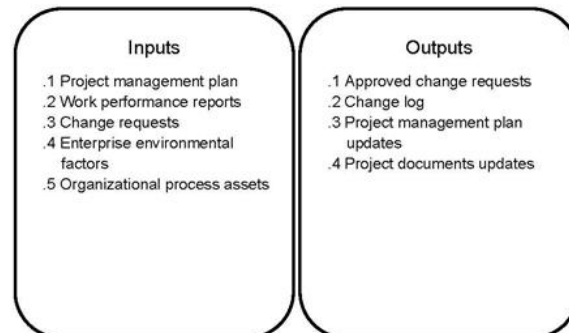 Inputs
.1 Project management plan
.2 Work performance reports
.3 Change requests
.4 Enterprise environmental
factors
.5 Organizational process assets
Outputs
.1 Approved change requests
.2 Change log
.3 Project management plan
updates
.4 Project documents updates